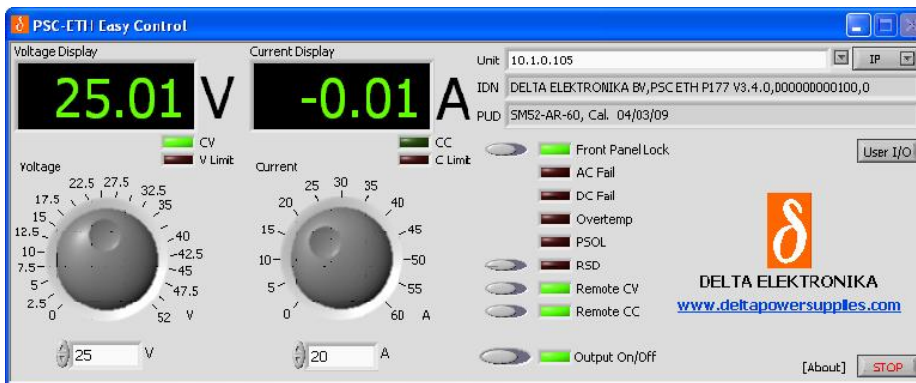 PSC-ETH Easy Control
Voltage Display
25.01 V
Current Display
-0.01 A
CV
V Limit
CC
C Limit
Unit 10.1.0.105 IP
IDN DELTA ELEKTRONIKA BV,PSC ETH P177 V3.4.0,000000000100,0
PUD SM52-AR-60, Cal. 04/03/09
Voltage
0
2.5
5
7.5
10
12.5
15
17.5
22.5
27.5
32.5
35
40
42.5
45
47.5
52 V
25 V
Current
0
5
10
15
20
25
30
35
40
45
50
55
60 A
20 A
Front Panel Lock
AC Fail
DC Fail
Overtemp
PSOL
RSD
Remote CV
Remote CC
Output On/Off
User I/O
δ
DELTA ELEKTRONIKA
www.deltapowersupplies.com
[About] STOP